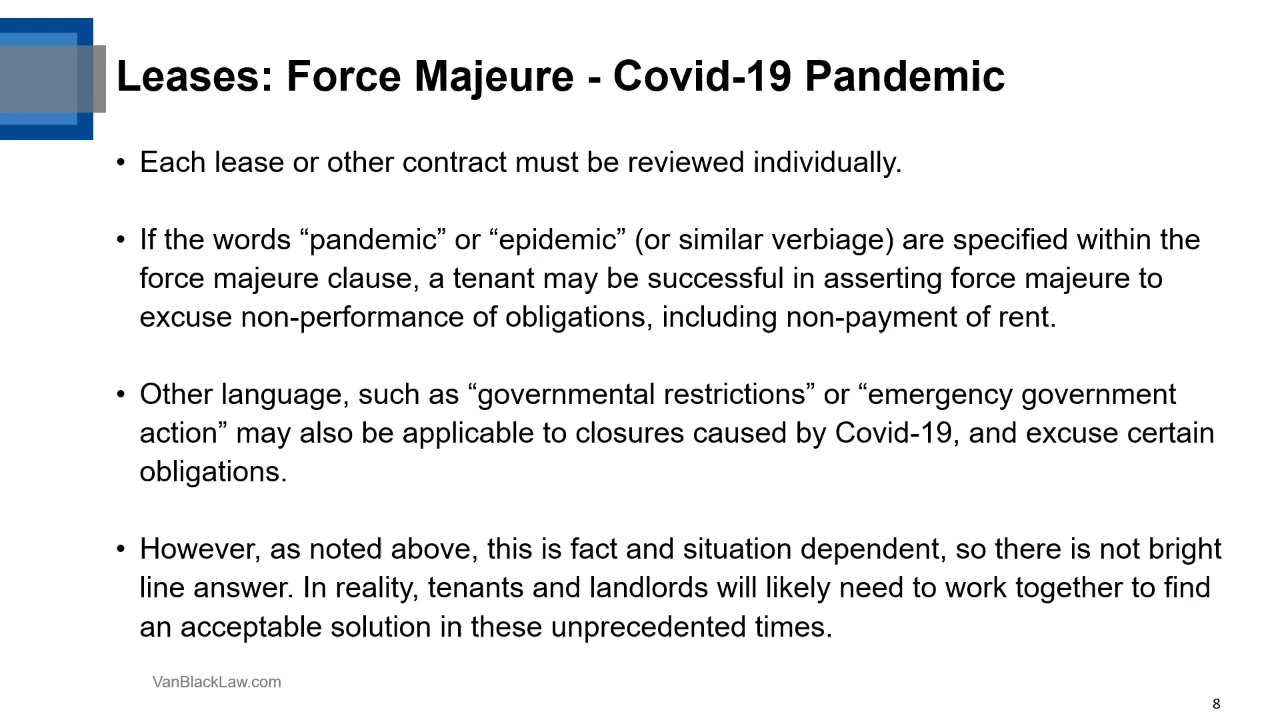 Leases: Force Majeure - Covid-19 Pandemic
• Each lease or other contract must be reviewed individually.
• If the words “pandemic” or “epidemic” (or similar verbiage) are specified within the
force majeure clause, a tenant may be successful in asserting force majeure to
excuse non-performance of obligations, including non-payment of rent.
• Other language, such as “governmental restrictions” or “emergency government
action” may also be applicable to closures caused by Covid-19, and excuse certain
obligations.
• However, as noted above, this is fact and situation dependent, so there is not bright
line answer. In reality, tenants and landlords will likely need to work together to find
an acceptable solution in these unprecedented times.
VanBlackLaw.com
8